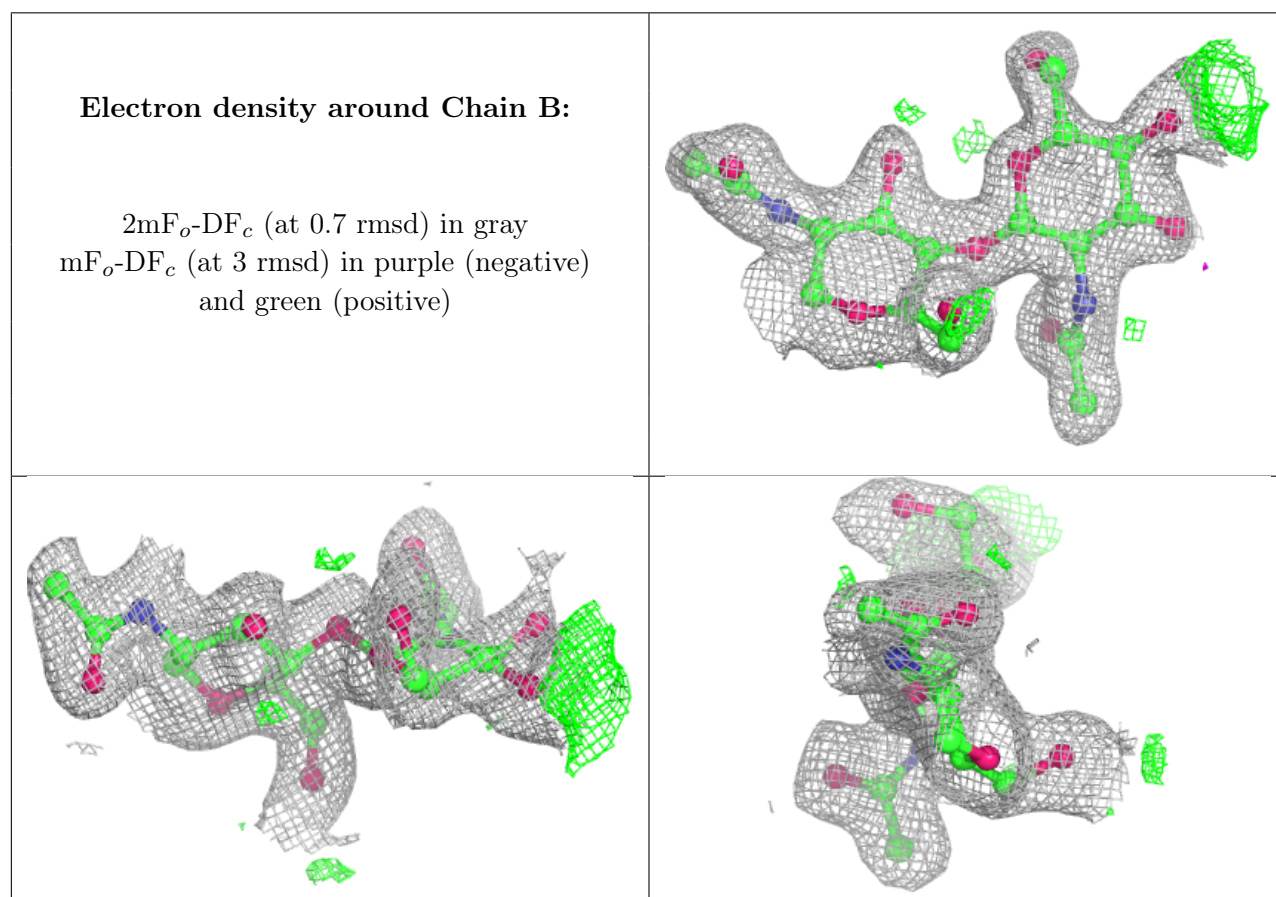 Electron density around Chain B:
2mFo-DFc (at 0.7 rmsd) in gray
mFo-DFc (at 3 rmsd) in purple (negative)
and green (positive)